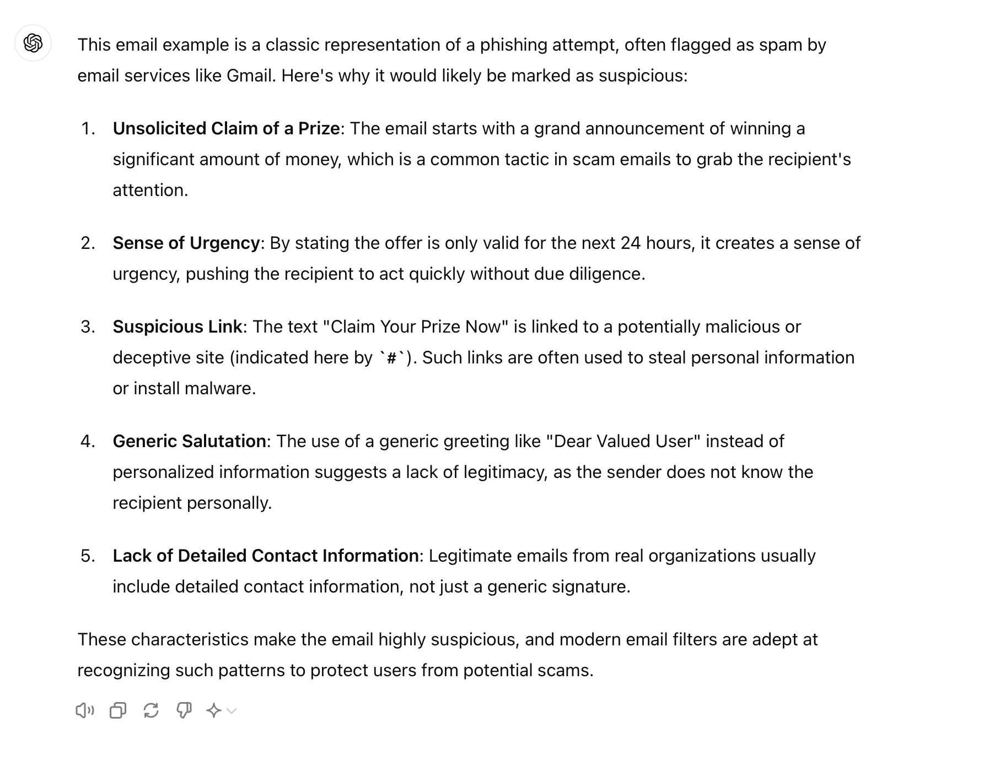 This email example is a classic representation of a phishing attempt, often flagged as spam by
email services like Gmail. Here's why it would likely be marked as suspicious:
1. Unsolicited Claim of a Prize: The email starts with a grand announcement of winning a
significant amount of money, which is a common tactic in scam emails to grab the recipient's
attention.
2. Sense of Urgency: By stating the offer is only valid for the next 24 hours, it creates a sense of
urgency, pushing the recipient to act quickly without due diligence.
3. Suspicious Link: The text "Claim Your Prize Now" is linked to a potentially malicious or
deceptive site (indicated here by `#`). Such links are often used to steal personal information
or install malware.
4. Generic Salutation: The use of a generic greeting like "Dear Valued User" instead of
personalized information suggests a lack of legitimacy, as the sender does not know the
recipient personally.
5. Lack of Detailed Contact Information: Legitimate emails from real organizations usually
include detailed contact information, not just a generic signature.
These characteristics make the email highly suspicious, and modern email filters are adept at
recognizing such patterns to protect users from potential scams.